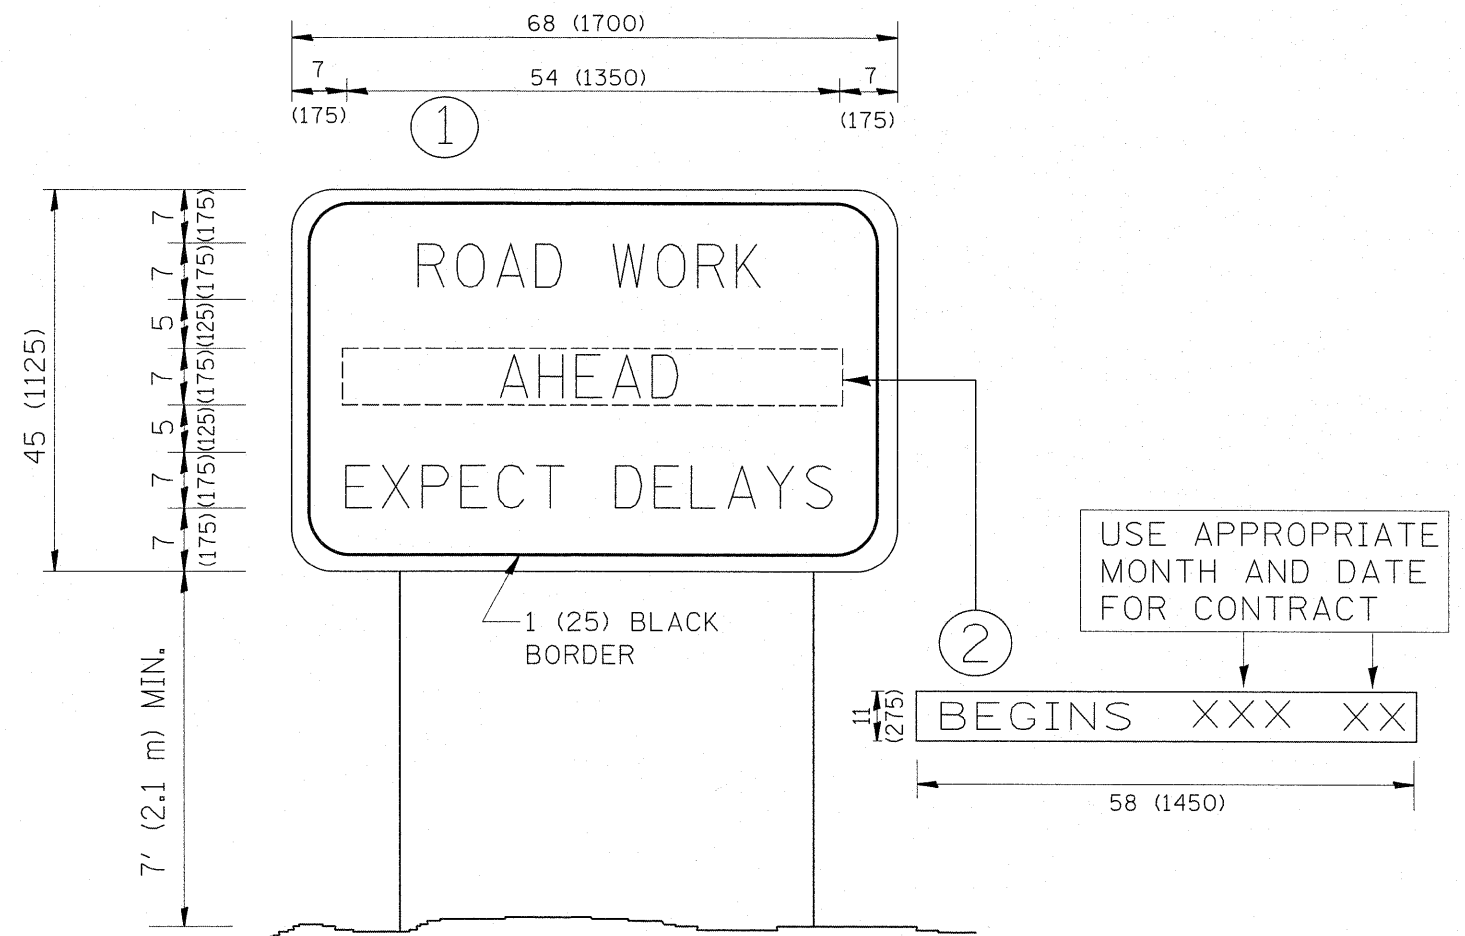 68 (1700)
7
54 (1350)
7
(175)
(175)
1
45 (1125)
7 (175)
7 (175)
5 (125)
7 (175)
5 (125)
7 (175)
7 (175)
ROAD WORK
AHEAD
EXPECT DELAYS
1 (25) BLACK
BORDER
7' (2.1 m) MIN.
2
USE APPROPRIATE
MONTH AND DATE
FOR CONTRACT
11
(275)
BEGINS XXX XX
58 (1450)